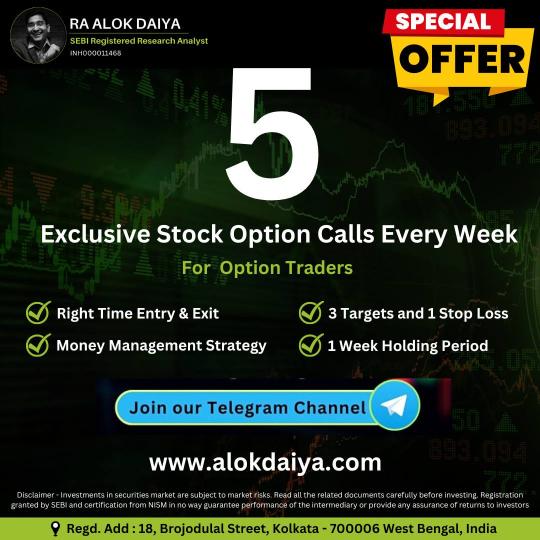 RA ALOK DAIYA
SEBI Registered Research Analyst
INH000011468
SPECIAL
OFFER
5
Exclusive Stock Option Calls Every Week
For Option Traders
Right Time Entry & Exit
3 Targets and 1 Stop Loss
Money Management Strategy
1 Week Holding Period
Join our Telegram Channel
www.alokdaiya.com
Disclaimer - Investments in securities market are subject to market risks. Read all the related documents carefully before investing. Registration
granted by SEBI and certification from NISM in no way guarantee performance of the intermediary or provide any assurance of returns to investors
Regd. Add : 18, Brojodulal Street, Kolkata - 700006 West Bengal, India